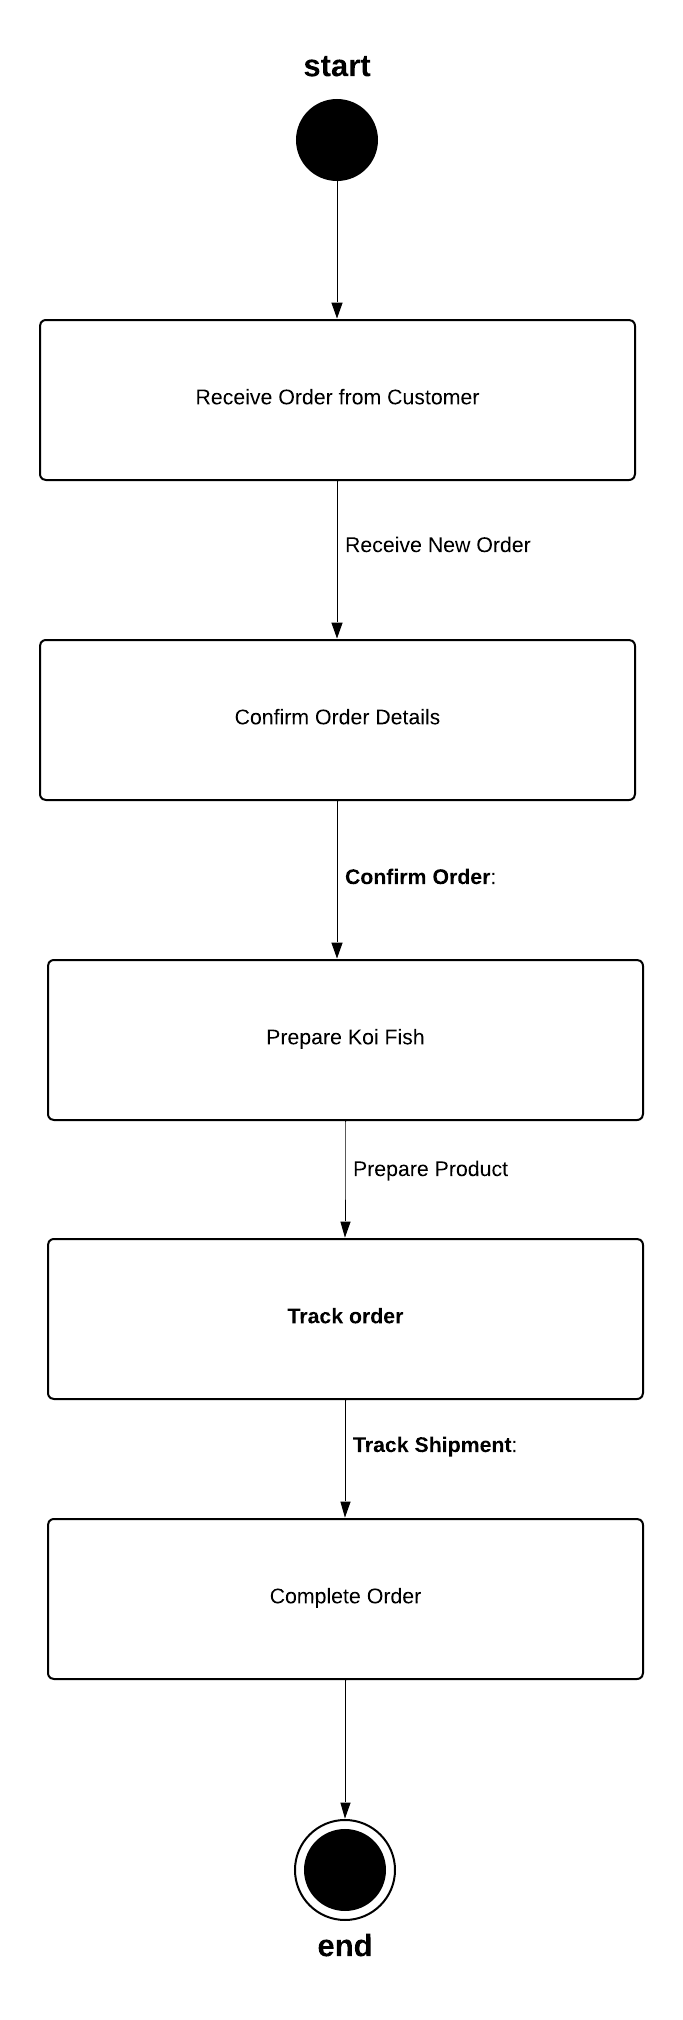 start
Receive Order from Customer
Receive New Order
Confirm Order Details
Confirm Order:
Prepare Koi Fish
Prepare Product
Track order
Track Shipment:
Complete Order
end